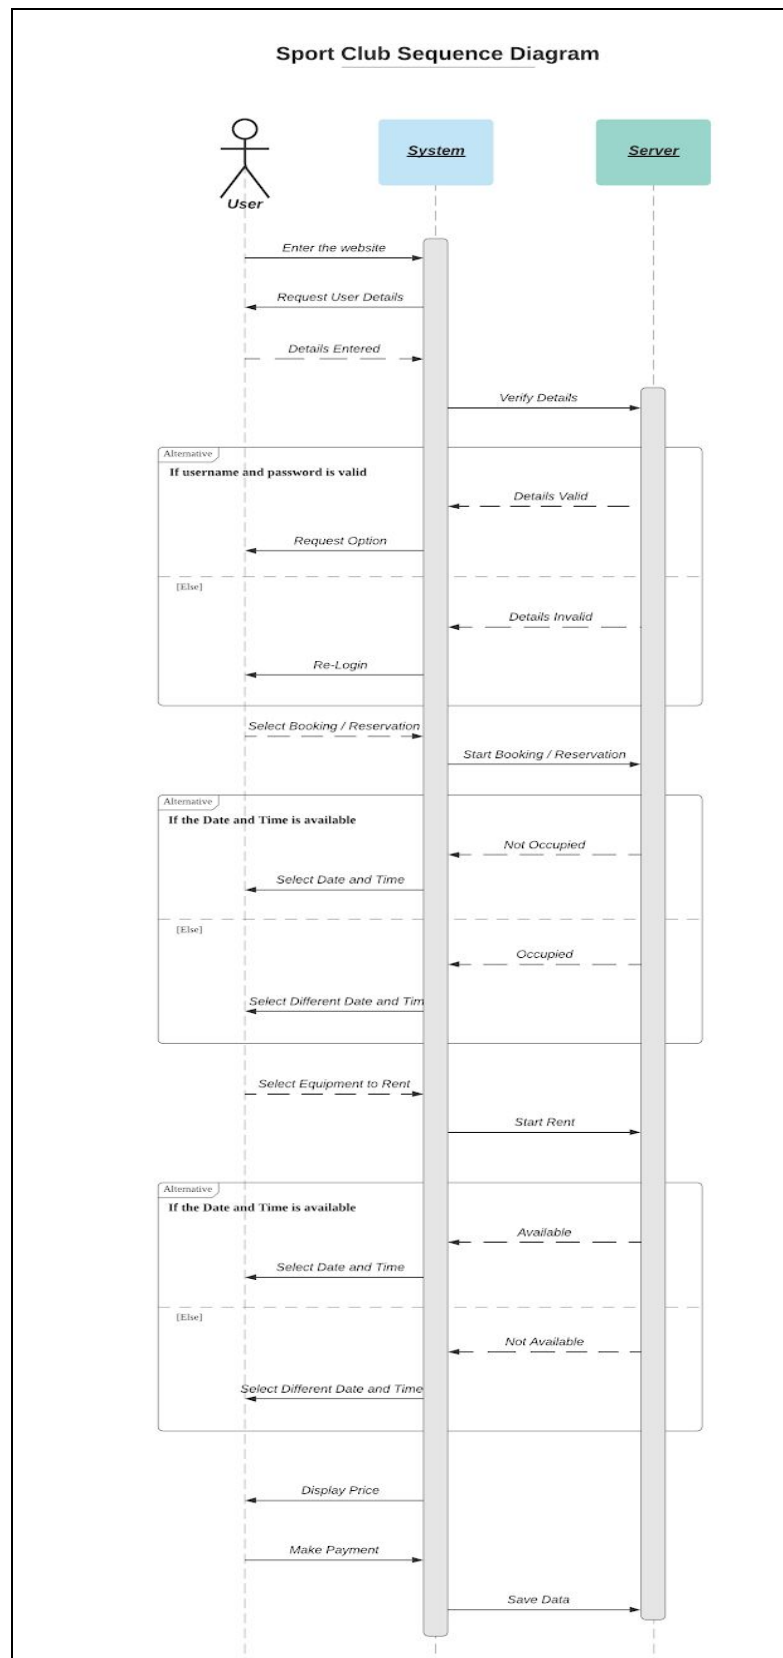 Sport Club Sequence Diagram
System
Server
User
Enter the website
Request User Details
Details Entered
Verify Details
Alternative
If username and password is valid
Details Valid
Request Option
[Else]
Details Invalid
Re-Login
Select Booking / Reservation
Start Booking / Reservation
Alternative
If the Date and Time is available
Not Occupied
Select Date and Time
[Else]
Occupied
Select Different Date and Tim
Select Equipment to Rent
Start Rent
Alternative
If the Date and Time is available
Available
Select Date and Time
[Else]
Not Available
Select Different Date and Time
Display Price
Make Payment
Save Data